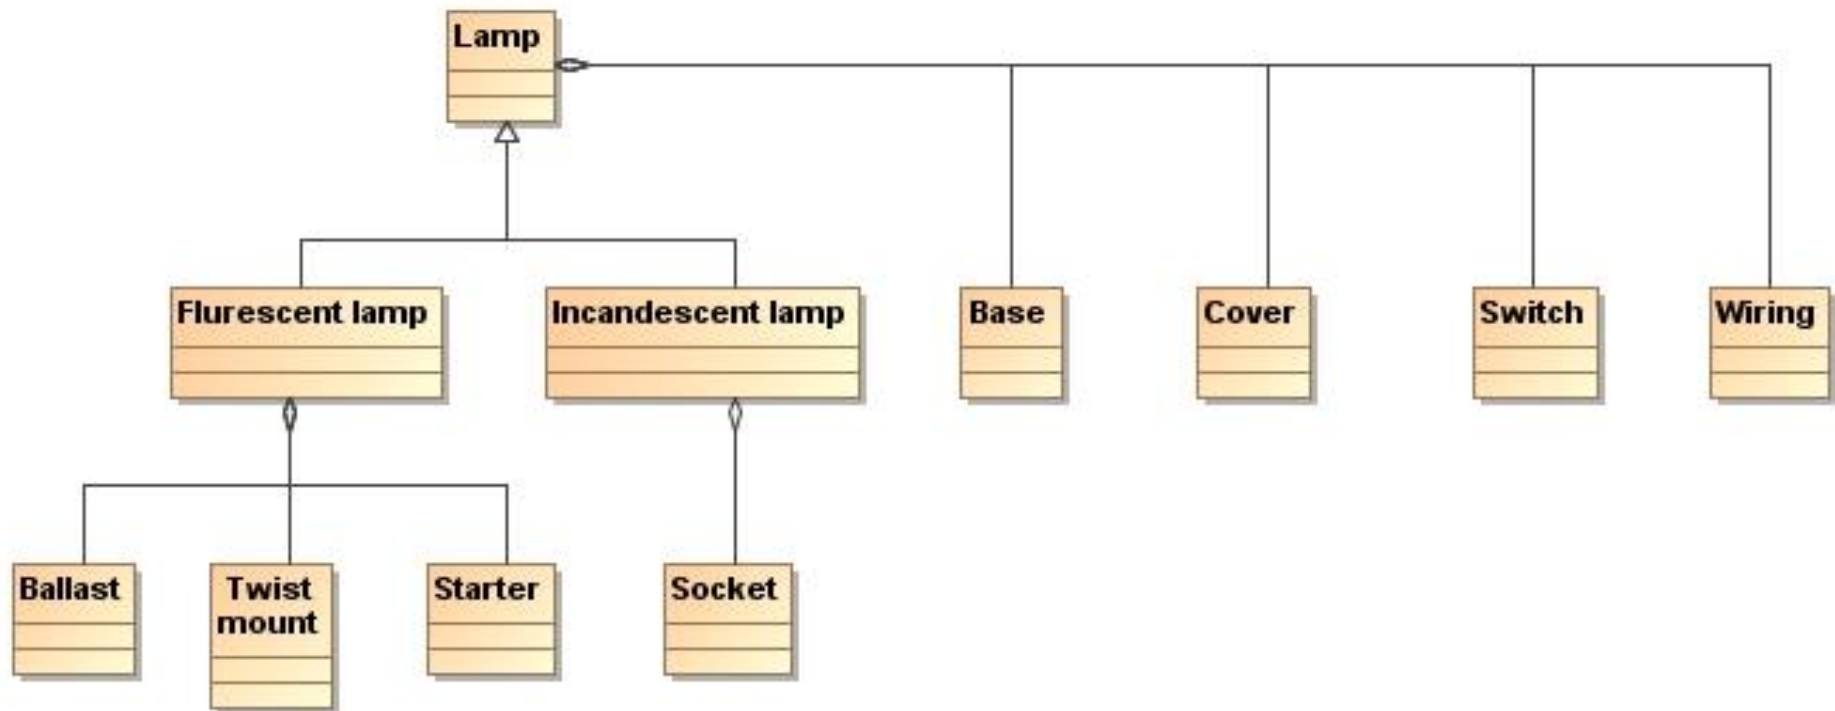 Lamp
Flurescent lamp
Incandescent lamp
Base
Cover
Switch
Wiring
Ballast
Twist
mount
Starter
Socket